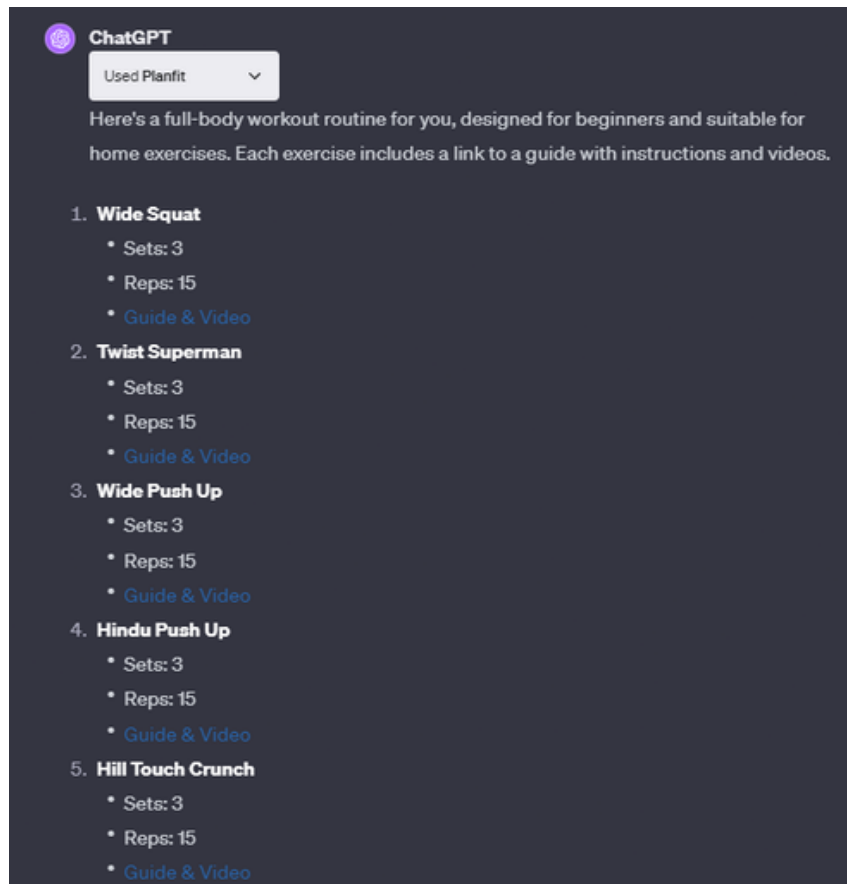 ChatGPT
Used Planfit
Here's a full-body workout routine for you, designed for beginners and suitable for
home exercises. Each exercise includes a link to a guide with instructions and videos.
1. Wide Squat
• Sets: 3
• Reps: 15
• Guide & Video
2. Twist Superman
• Sets: 3
• Reps: 15
• Guide & Video
3. Wide Push Up
• Sets: 3
• Reps: 15
• Guide & Video
4. Hindu Push Up
• Sets: 3
• Reps: 15
• Guide & Video
5. Hill Touch Crunch
• Sets: 3
• Reps: 15
• Guide & Video